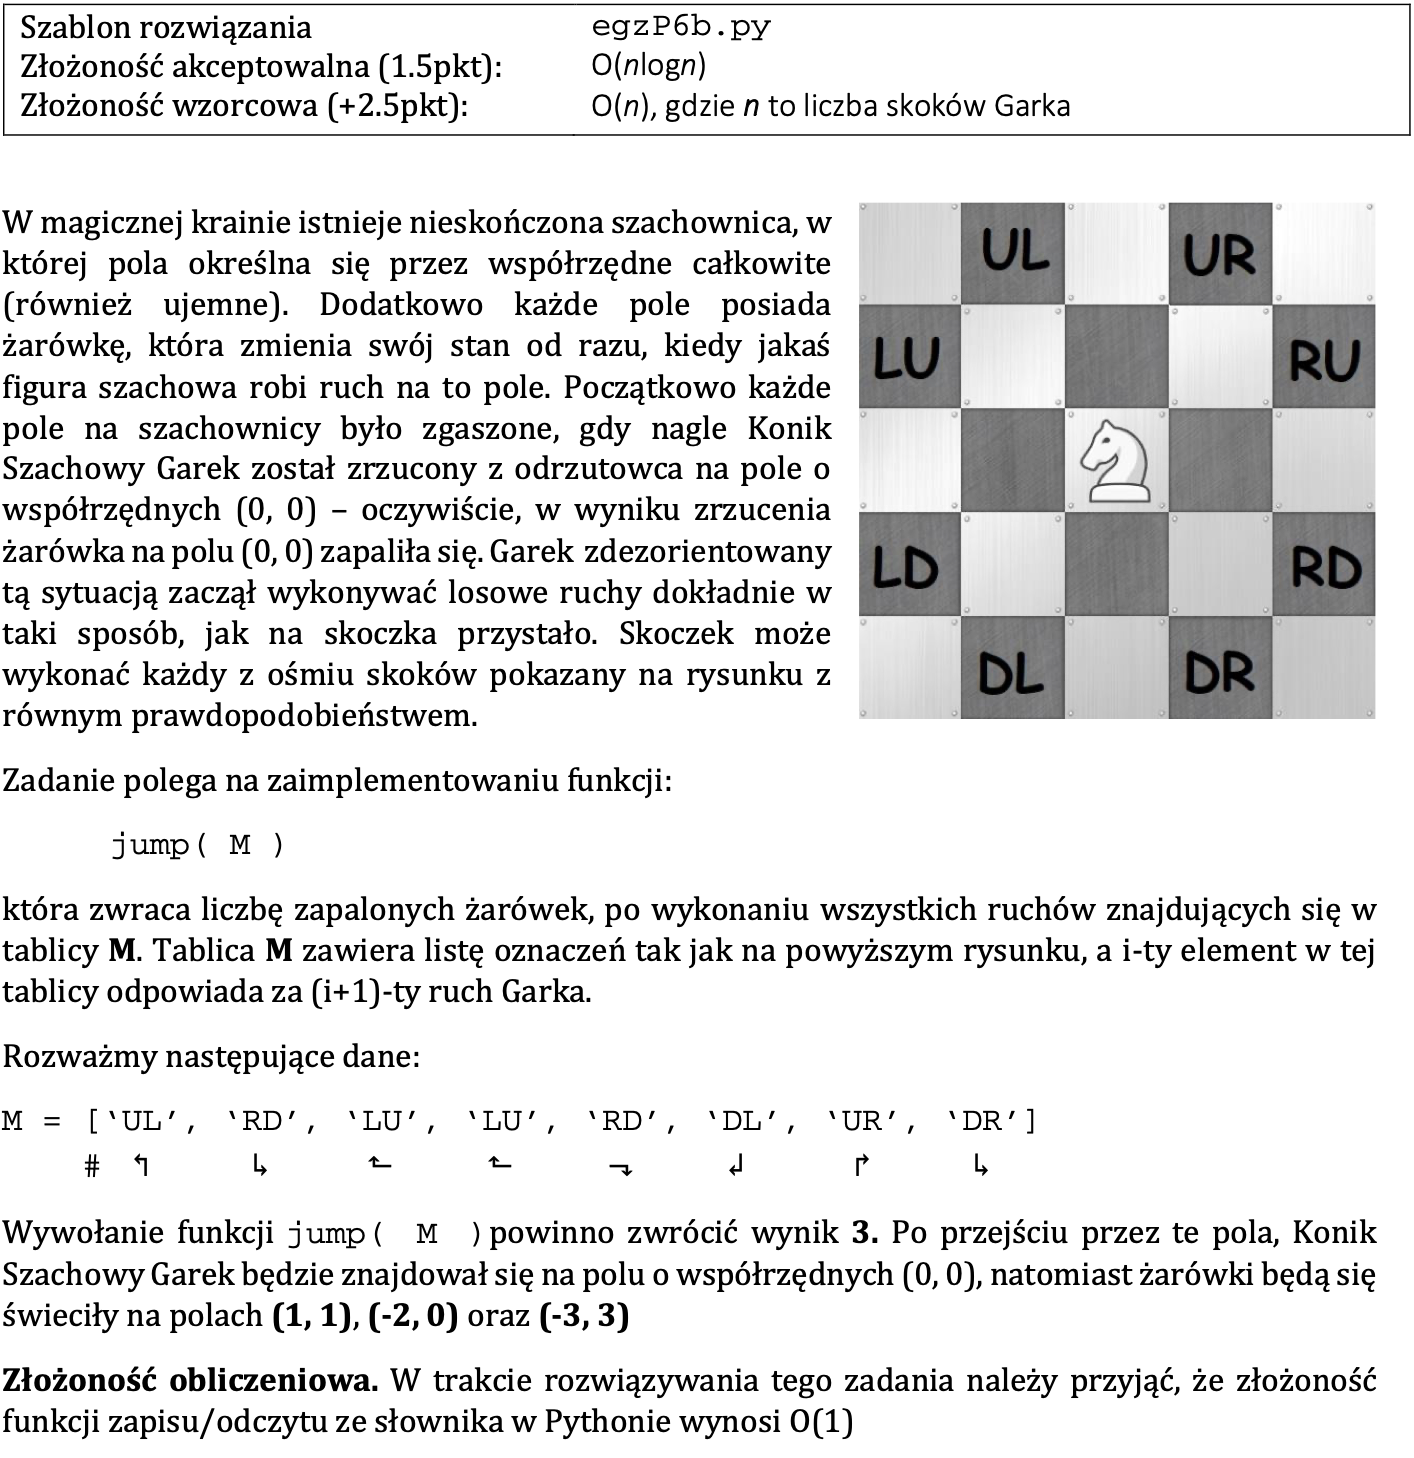 Szablon rozwiązania egzP6b.py
Złożoność akceptowalna (1.5pkt): O(nlogn)
Złożoność wzorcowa (+2.5pkt): O(n), gdzie n to liczba skoków Garka
W magicznej krainie istnieje nieskończona szachownica, w
której pola określna się przez współrzędne całkowite
(również ujemne). Dodatkowo każde pole posiada
żarówkę, która zmienia swój stan od razu, kiedy jakaś
figura szachowa robi ruch na to pole. Początkowo każde
pole na szachownicy było zgaszone, gdy nagle Konik
Szachowy Garek został zrzucony z odrzutowca na pole o
współrzędnych (0, 0) – oczywiście, w wyniku zrzucenia
żarówka na polu (0, 0) zapaliła się. Garek zdezorientowany
tą sytuacją zaczął wykonywać losowe ruchy dokładnie w
taki sposób, jak na skoczka przystało. Skoczek może
wykonać każdy z ośmiu skoków pokazany na rysunku z
równym prawdopodobieństwem.
UL UR
LU RU
LD RD
DL DR
Zadanie polega na zaimplementowaniu funkcji:
jump( M )
która zwraca liczbę zapalonych żarówek, po wykonaniu wszystkich ruchów znajdujących się w
tablicy M. Tablica M zawiera listę oznaczeń tak jak na powyższym rysunku, a i-ty element w tej
tablicy odpowiada za (i+1)-ty ruch Garka.
Rozważmy następujące dane:
M = [‘UL’, ‘RD’, ‘LU’, ‘LU’, ‘RD’, ‘DL’, ‘UR’, ‘DR’]
# ↰ ↳ ⬑ ⬑ ⬎ ↲ ↱ ↳
Wywołanie funkcji jump( M ) powinno zwrócić wynik 3. Po przejściu przez te pola, Konik
Szachowy Garek będzie znajdował się na polu o współrzędnych (0, 0), natomiast żarówki będą się
świeciły na polach (1, 1), (-2, 0) oraz (-3, 3)
Złożoność obliczeniowa. W trakcie rozwiązywania tego zadania należy przyjąć, że złożoność
funkcji zapisu/odczytu ze słownika w Pythonie wynosi O(1)